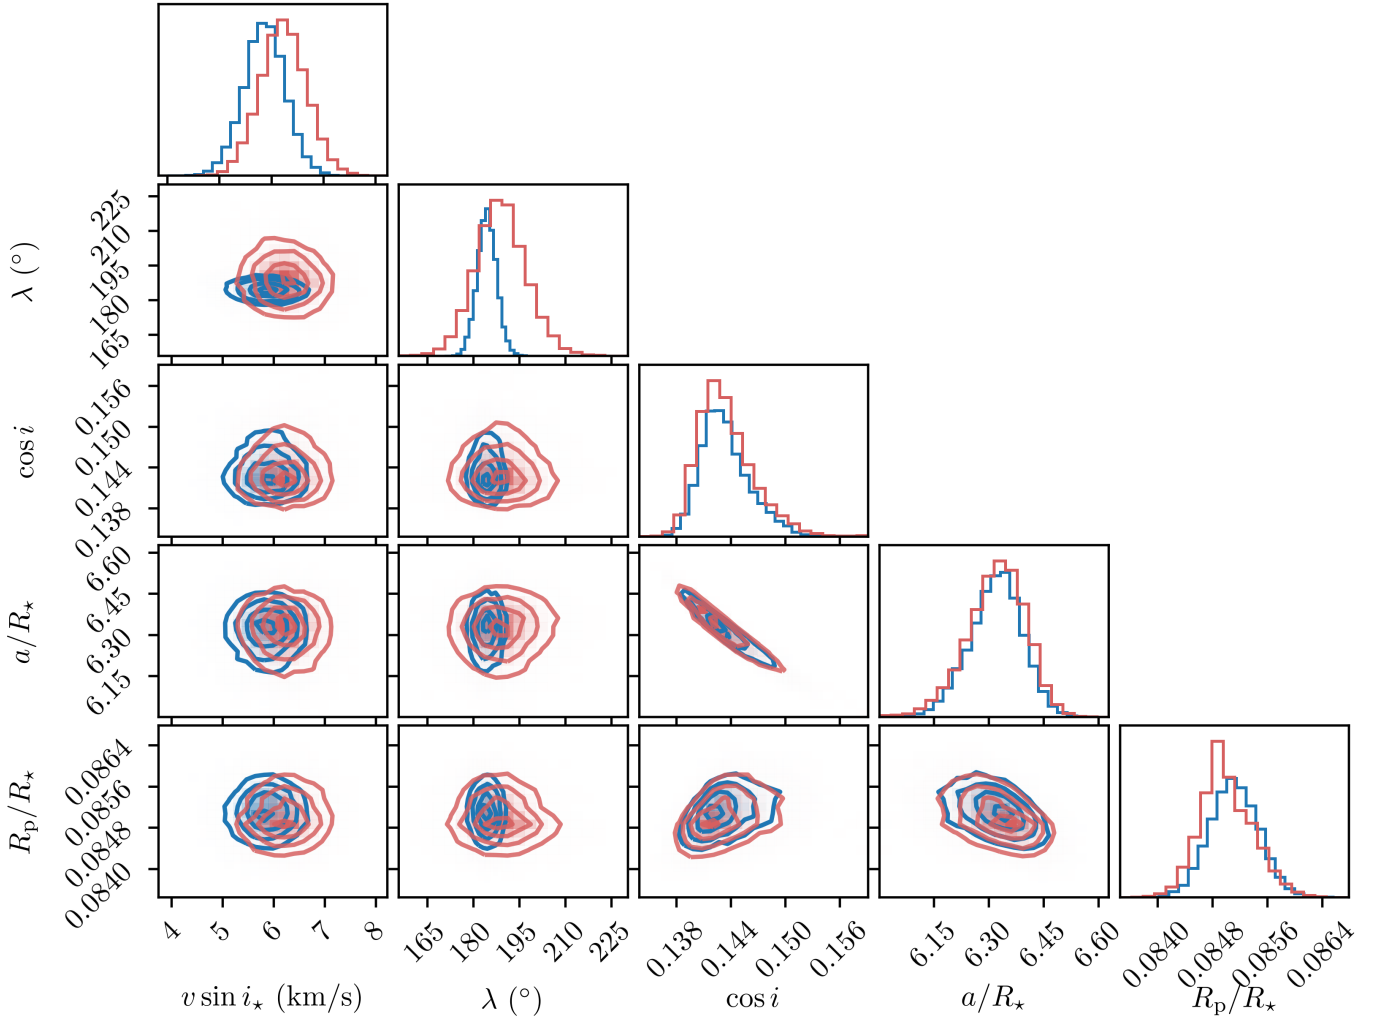 λ (°)
225
210
195
180
165
cos i
0.156
0.150
0.144
0.138
a/R⋆
6.60
6.45
6.30
6.15
Rp/R⋆
0.0864
0.0856
0.0848
0.0840
4 5 6 7 8
165 180 195 210 225
0.138 0.144 0.150 0.156
6.15 6.30 6.45 6.60
0.0840 0.0848 0.0856 0.0864
v sin i⋆ (km/s) λ (°) cos i a/R⋆ Rp/R⋆